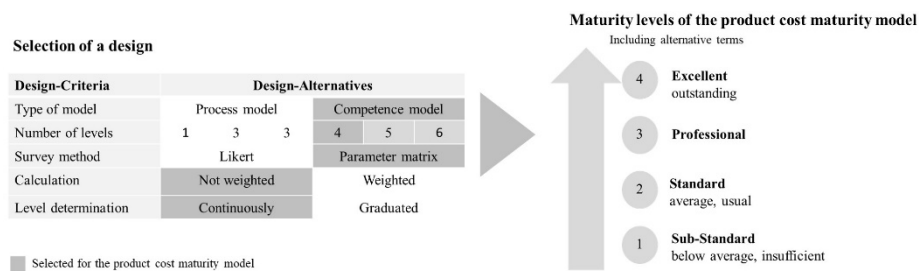 Selection of a design
Design-Criteria Design-Alternatives
Type of model Process model Competence model
Number of levels 1 3 3 4 5 6
Survey method Likert Parameter matrix
Calculation Not weighted Weighted
Level determination Continuously Graduated
Selected for the product cost maturity model
Maturity levels of the product cost maturity model
Including alternative terms
4 Excellent
outstanding
3 Professional
2 Standard
average, usual
1 Sub-Standard
below average, insufficient